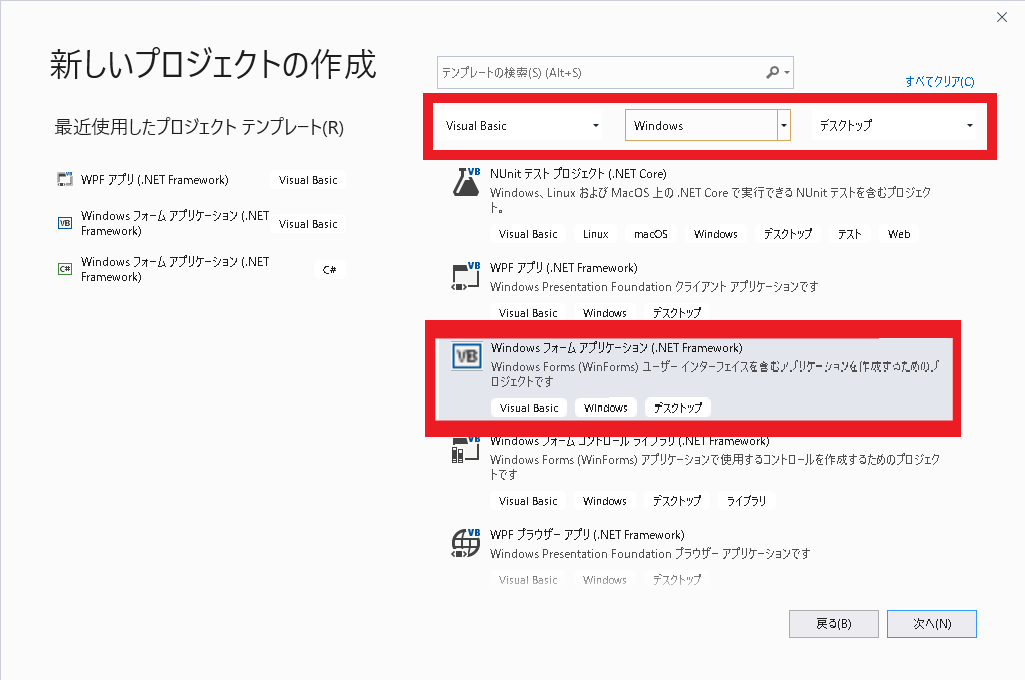 新しいプロジェクトの作成
最近使用したプロジェクト テンプレート(R)
WPF アプリ (.NET Framework)
Visual Basic
Windows フォーム アプリケーション (.NET
Framework)
Visual Basic
Windows フォーム アプリケーション (.NET
Framework)
C#
テンプレートの検索(S) (Alt+S)
すべてクリア(C)
Visual Basic Windows デスクトップ
NUnit テスト プロジェクト (.NET Core)
Windows、Linux および MacOS 上の .NET Core で実行できる NUnit テストを含むプロジェク
ト。
Visual Basic Linux macOS Windows デスクトップ テスト Web
WPF アプリ (.NET Framework)
Windows Presentation Foundation クライアント アプリケーションです
Visual Basic Windows デスクトップ
Windows フォーム アプリケーション (.NET Framework)
Windows Forms (WinForms) ユーザー インターフェイスを含むアプリケーションを作成するためのプ
ロジェクトです
Visual Basic Windows デスクトップ
Windows フォーム コントロール ライブラリ (.NET Framework)
Windows Forms (WinForms) アプリケーションで使用するコントロールを作成するためのプロジェク
トです
Visual Basic Windows デスクトップ ライブラリ
WPF ブラウザー アプリ (.NET Framework)
Windows Presentation Foundation ブラウザー アプリケーションです
Visual Basic Windows デスクトップ
戻る(B) 次へ(N)